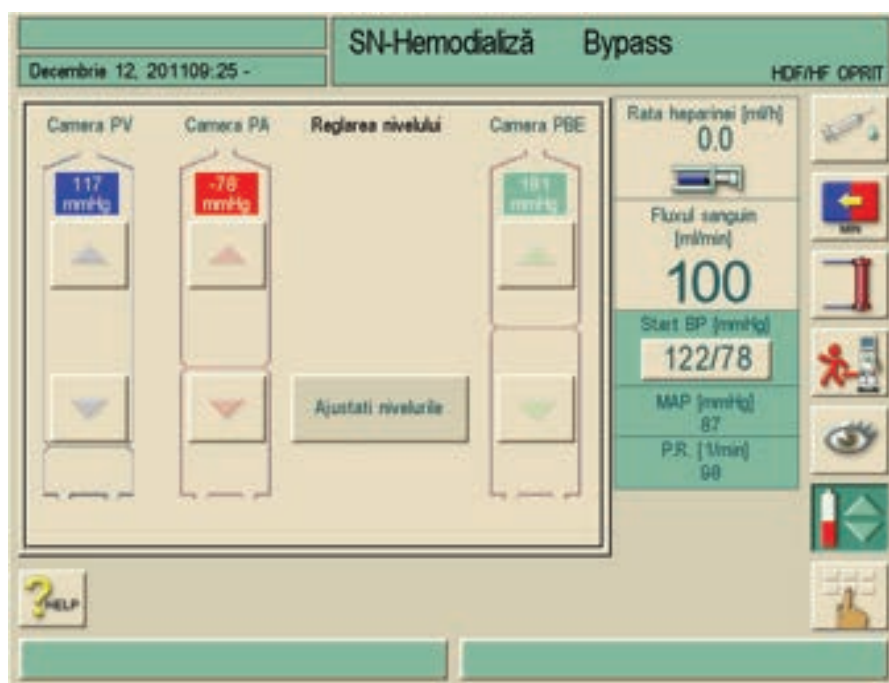 SN-Hemodializă Bypass
Decembrie 12, 201109:25 -
HDF/HF OPRIT
Camera PV
Camera PA
Reglarea nivelului
Camera PBE
117
mmHg
-78
mmHg
181
mmHg
Ajustati nivelurile
Rata heparinei [ml/h]
0.0
Fluxul sanguin
[ml/min]
100
Start BP [mmHg]
122/78
MAP [mmHg]
87
P.R. [1/min]
98
MIN
HELP